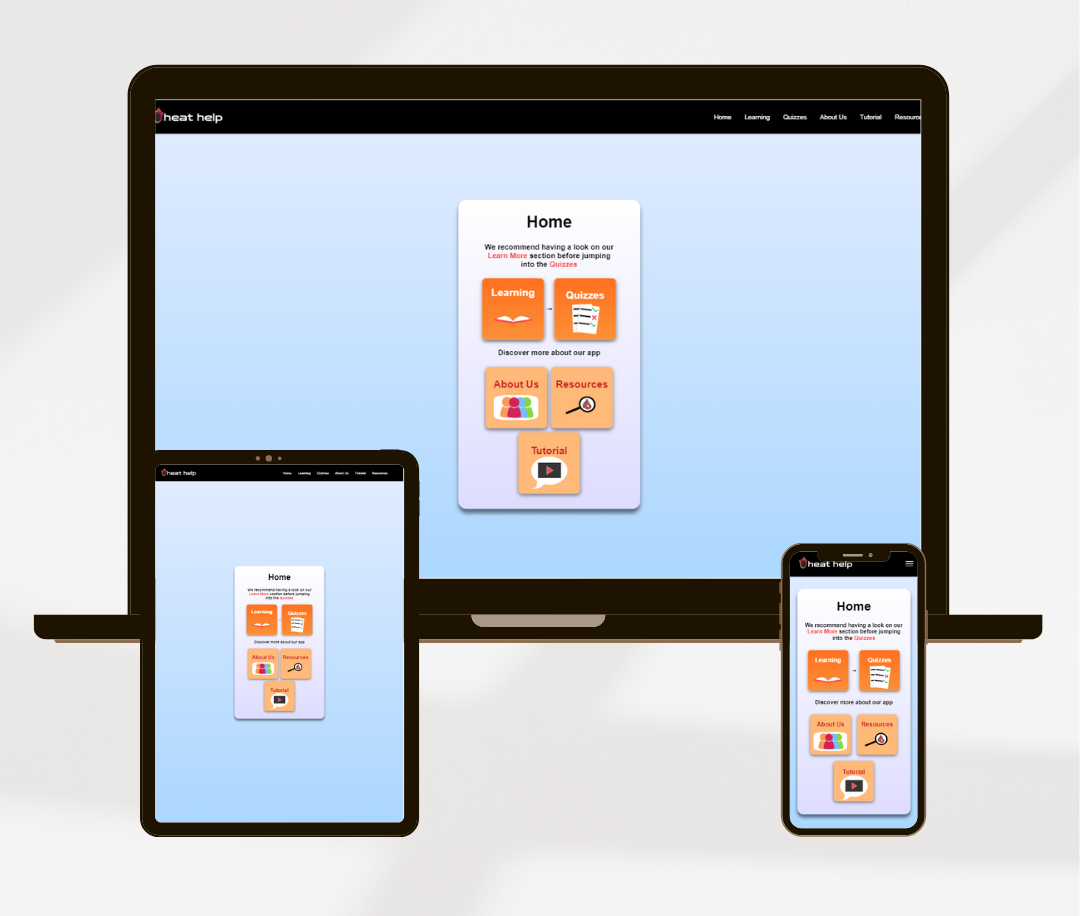 heat help
Home Learning Quizzes About Us Tutorial Resourc
Home
We recommend having a look on our
Learn More section before jumping
into the Quizzes
Learning
Quizzes
Discover more about our app
About Us
Resources
Tutorial
heat help
Home Learning Quizzes About Us Tutorial Resources
Home
We recommend having a look on our
Learn More section before jumping
into the Quizzes
Learning
Quizzes
Discover more about our app
About Us
Resources
Tutorial
heat help
Home
We recommend having a look on our
Learn More section before jumping
into the Quizzes
Learning
Quizzes
Discover more about our app
About Us
Resources
Tutorial